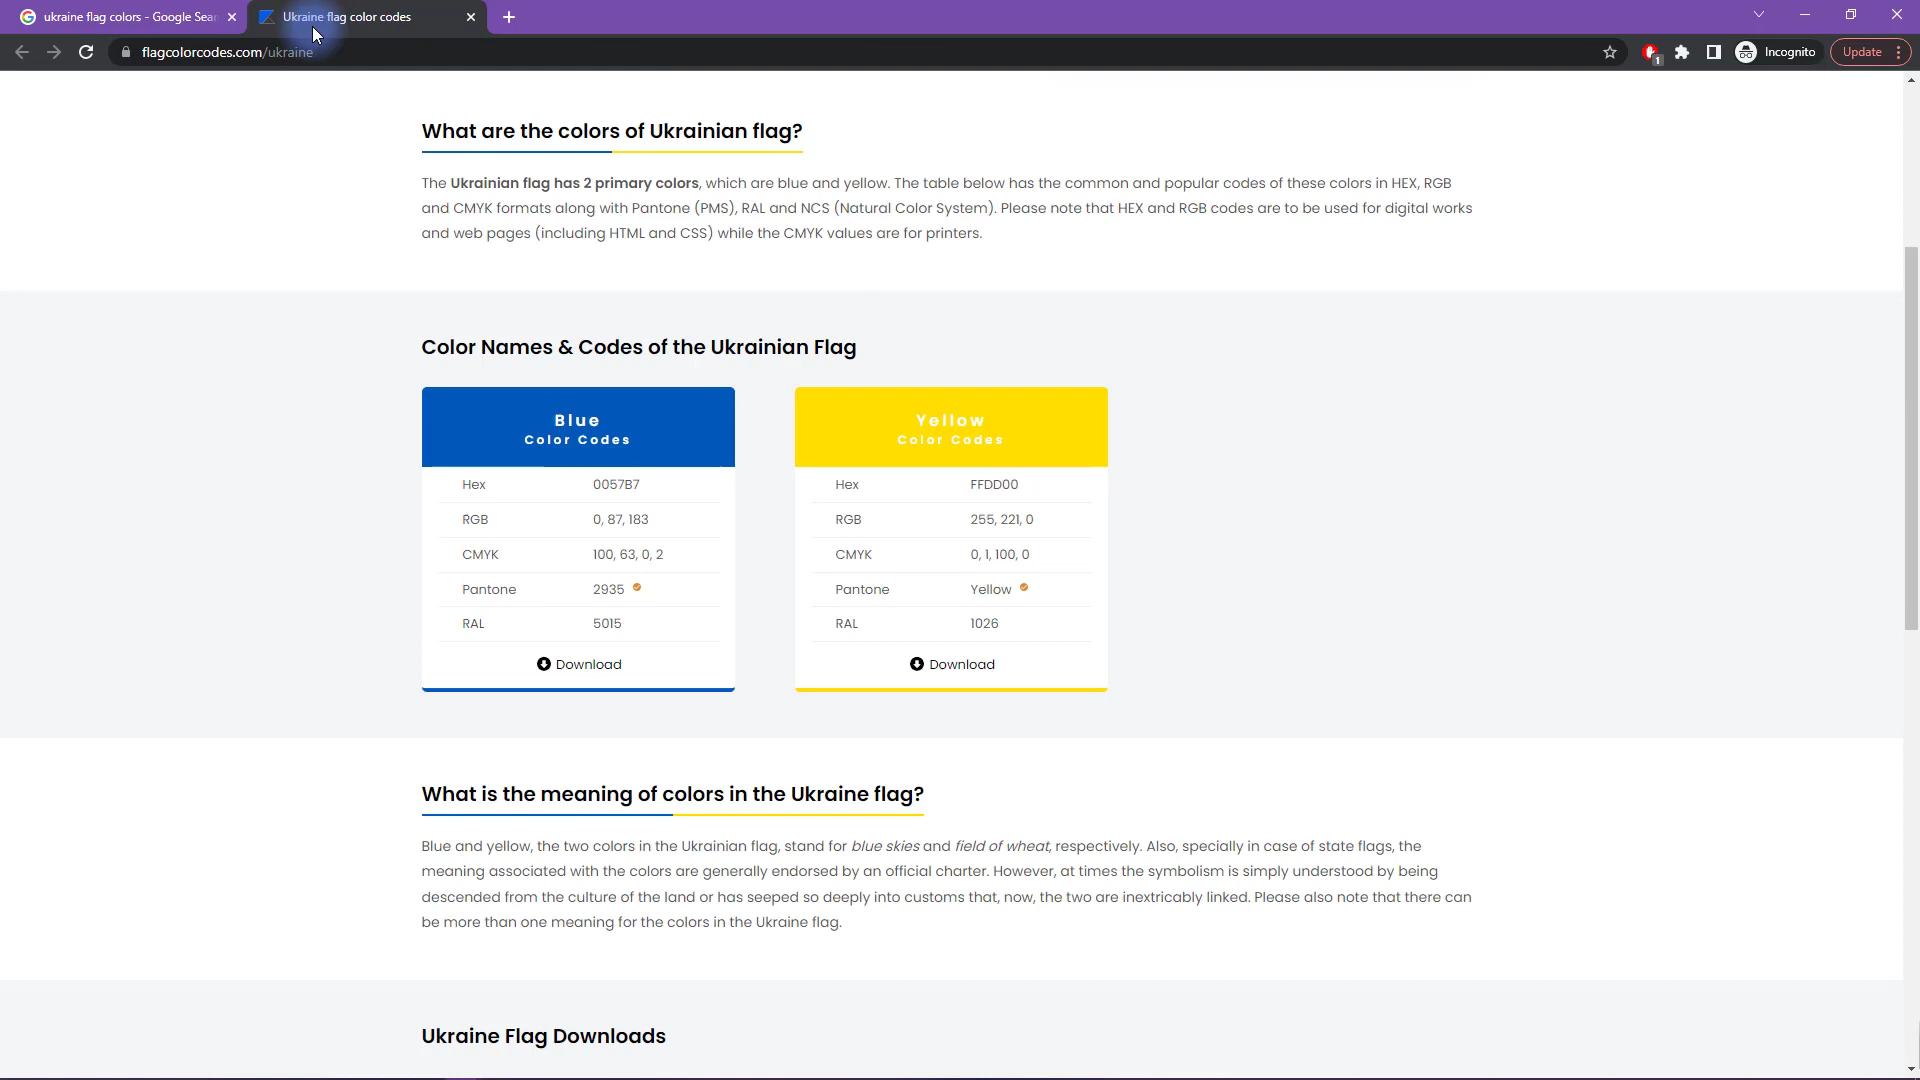 ukraine flag colors - Google Sear
Ukraine flag color codes
flagcolorcodes.com/ukraine
1
Incognito
Update
What are the colors of Ukrainian flag?
The Ukrainian flag has 2 primary colors, which are blue and yellow. The table below has the common and popular codes of these colors in HEX, RGB
and CMYK formats along with Pantone (PMS), RAL and NCS (Natural Color System). Please note that HEX and RGB codes are to be used for digital works
and web pages (including HTML and CSS) while the CMYK values are for printers.
Color Names & Codes of the Ukrainian Flag
Blue
Color Codes
Hex 0057B7
RGB 0, 87, 183
CMYK 100, 63, 0, 2
Pantone 2935
RAL 5015
Download
Yellow
Color Codes
Hex FFDD00
RGB 255, 221, 0
CMYK 0, 1, 100, 0
Pantone Yellow
RAL 1026
Download
What is the meaning of colors in the Ukraine flag?
Blue and yellow, the two colors in the Ukrainian flag, stand for blue skies and field of wheat, respectively. Also, specially in case of state flags, the
meaning associated with the colors are generally endorsed by an official charter. However, at times the symbolism is simply understood by being
descended from the culture of the land or has seeped so deeply into customs that, now, the two are inextricably linked. Please also note that there can
be more than one meaning for the colors in the Ukraine flag.
Ukraine Flag Downloads